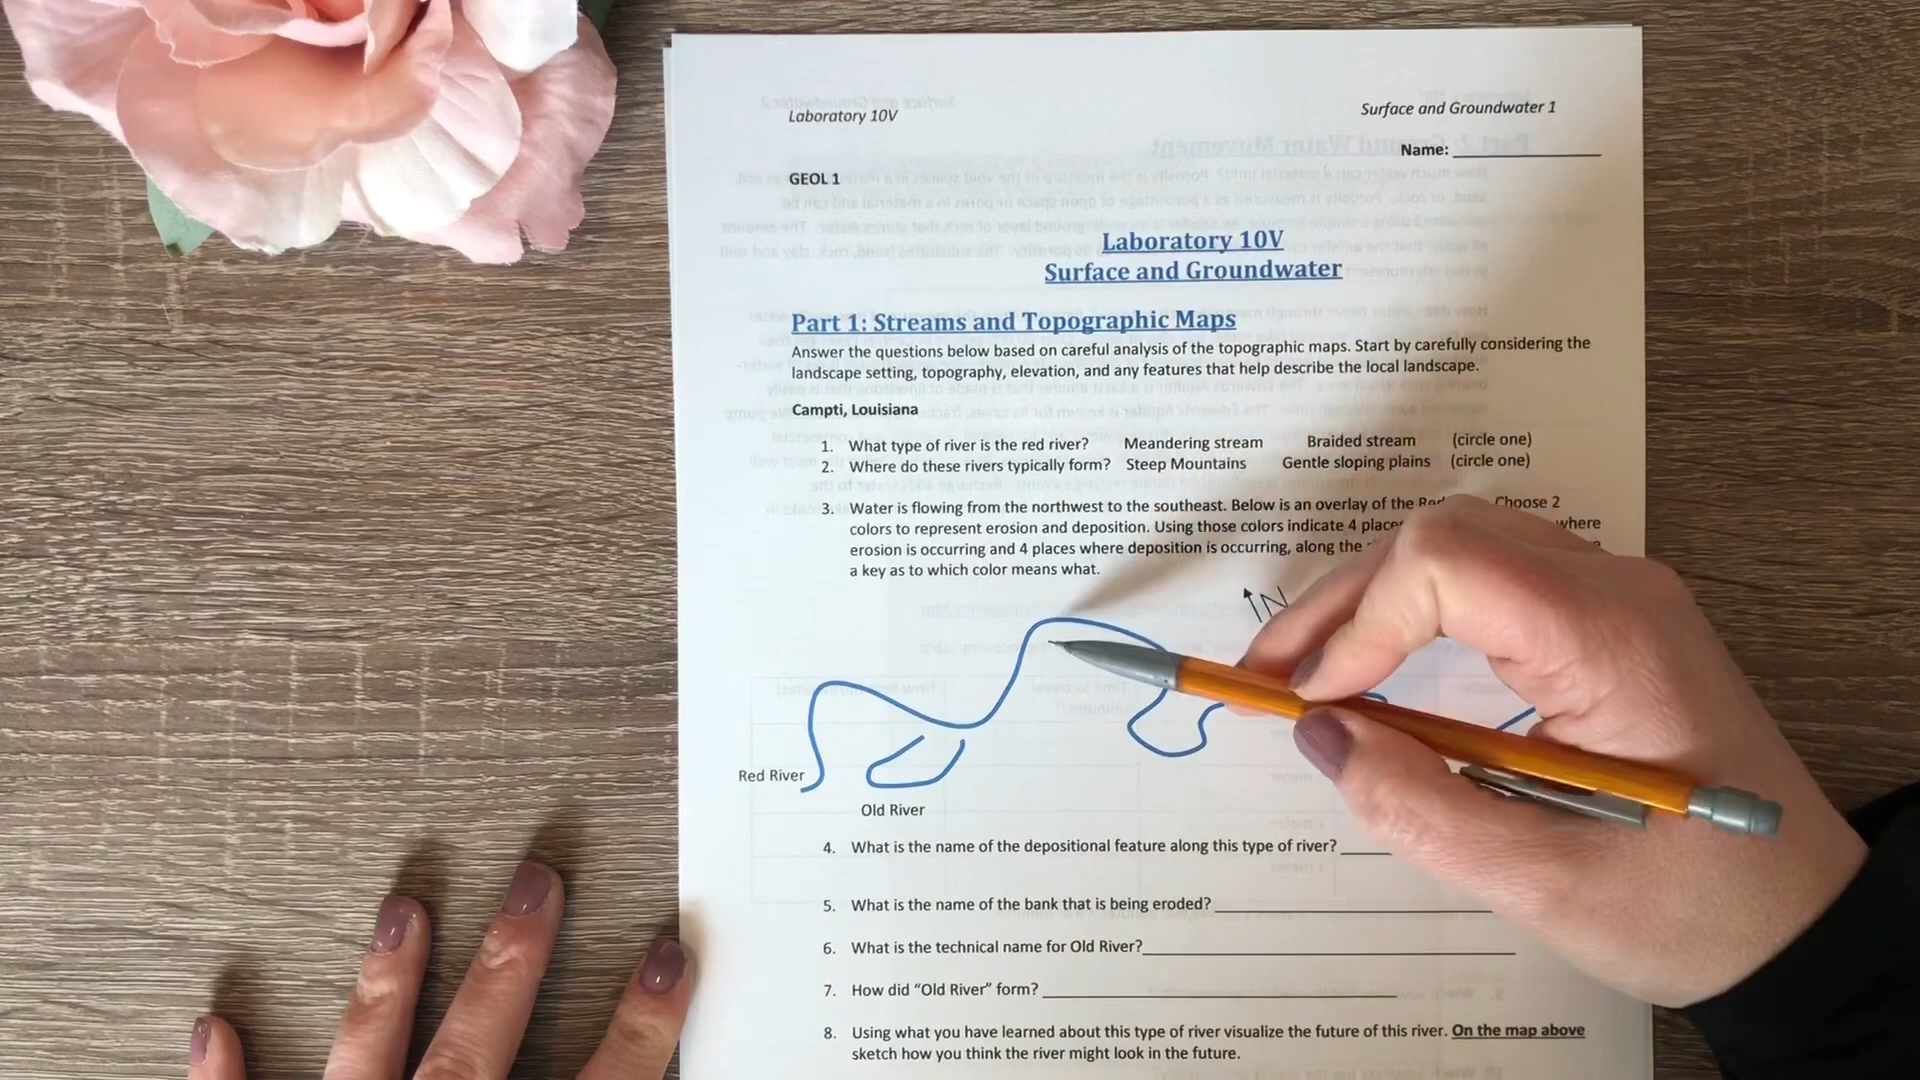 Laboratory 10V
Surface and Groundwater 1
Name:
GEOL 1
Laboratory 10V
Surface and Groundwater
Part 1: Streams and Topographic Maps
Answer the questions below based on careful analysis of the topographic maps. Start by carefully considering the
landscape setting, topography, elevation, and any features that help describe the local landscape.
Campti, Louisiana
1. What type of river is the red river? Meandering stream Braided stream (circle one)
2. Where do these rivers typically form? Steep Mountains Gentle sloping plains (circle one)
3. Water is flowing from the northwest to the southeast. Below is an overlay of the Red Choose 2
colors to represent erosion and deposition. Using those colors indicate 4 where
erosion is occurring and 4 places where deposition is occurring, along the
a key as to which color means what.
N
Red River
Old River
4. What is the name of the depositional feature along this type of river?
5. What is the name of the bank that is being eroded?
6. What is the technical name for Old River?
7. How did “Old River” form?
8. Using what you have learned about this type of river visualize the future of this river. On the map above
sketch how you think the river might look in the future.